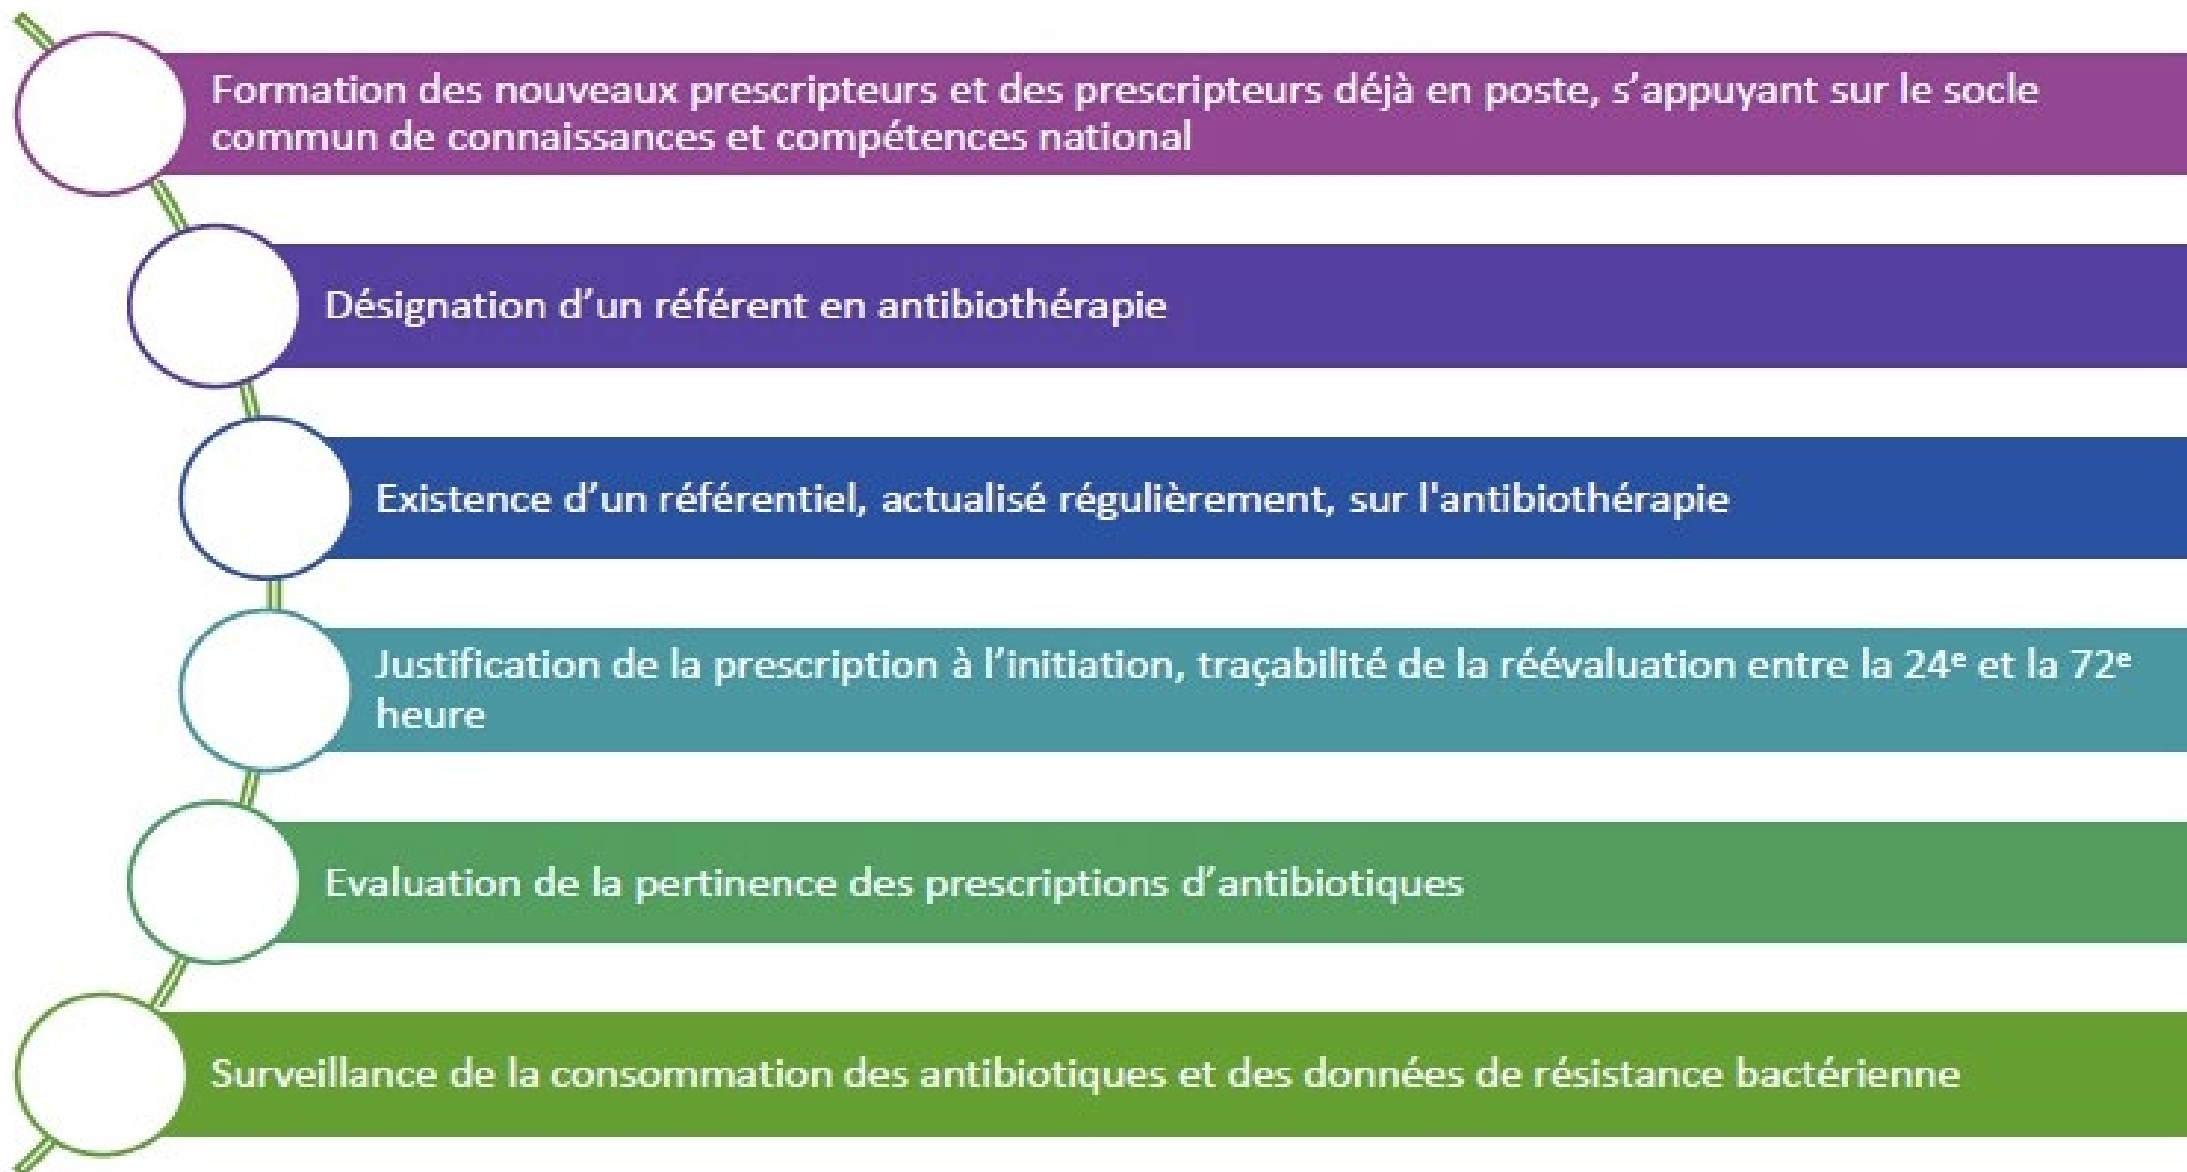 Formation des nouveaux prescripteurs et des prescripteurs déjà en poste, s’appuyant sur le socle
commun de connaissances et compétences national
Désignation d’un référent en antibiothérapie
Existence d’un référentiel, actualisé régulièrement, sur l'antibiothérapie
Justification de la prescription à l’initiation, traçabilité de la réévaluation entre la 24ᵉ et la 72ᵉ
heure
Evaluation de la pertinence des prescriptions d’antibiotiques
Surveillance de la consommation des antibiotiques et des données de résistance bactérienne